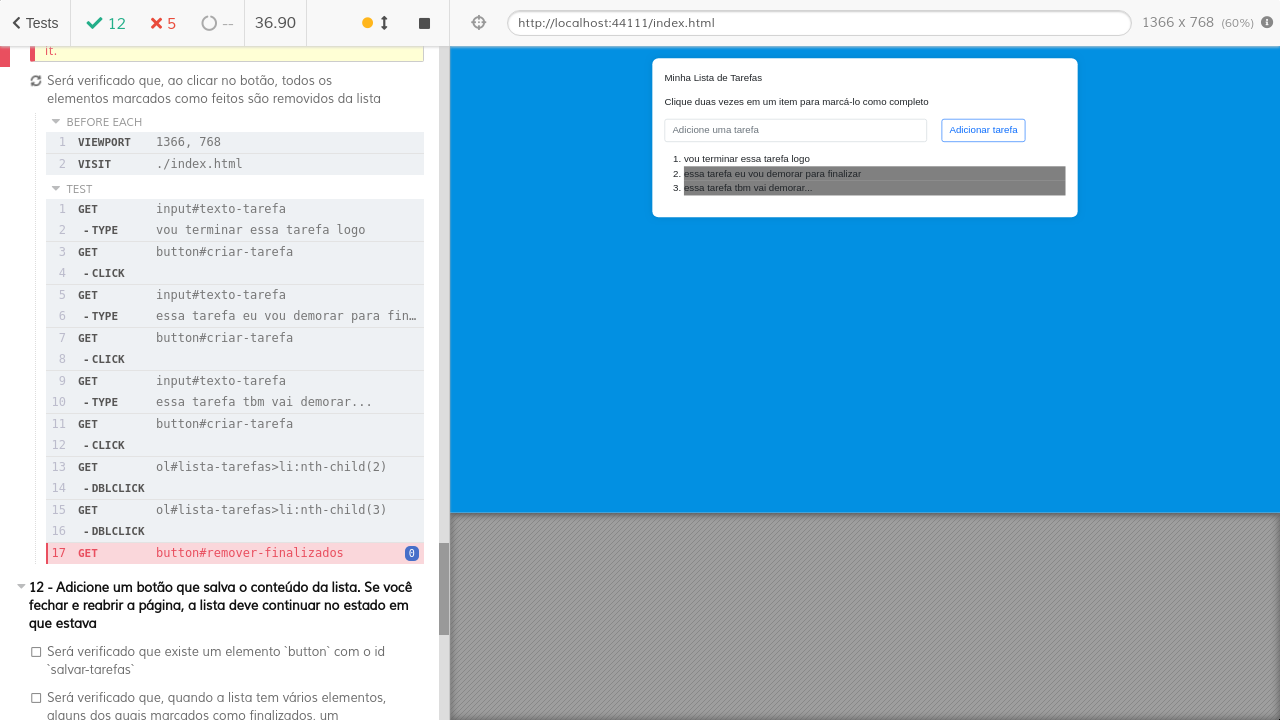 Tests
12
5
--
36.90
http://localhost:44111/index.html
1366 x 768 (60%)
it.
Será verificado que, ao clicar no botão, todos os
elementos marcados como feitos são removidos da lista
BEFORE EACH
1 VIEWPORT 1366, 768
2 VISIT ./index.html
TEST
1 GET input#texto-tarefa
2 -TYPE vou terminar essa tarefa logo
3 GET button#criar-tarefa
4 -CLICK
5 GET input#texto-tarefa
6 -TYPE essa tarefa eu vou demorar para fin…
7 GET button#criar-tarefa
8 -CLICK
9 GET input#texto-tarefa
10 -TYPE essa tarefa tbm vai demorar...
11 GET button#criar-tarefa
12 -CLICK
13 GET ol#lista-tarefas>li:nth-child(2)
14 -DBLCLICK
15 GET ol#lista-tarefas>li:nth-child(3)
16 -DBLCLICK
17 GET button#remover-finalizados 0
12 - Adicione um botão que salva o conteúdo da lista. Se você
fechar e reabrir a página, a lista deve continuar no estado em
que estava
Será verificado que existe um elemento `button` com o id
`salvar-tarefas`
Será verificado que, quando a lista tem vários elementos,
alguns dos quais marcados como finalizados, um
Minha Lista de Tarefas
Clique duas vezes em um item para marcá-lo como completo
Adicione uma tarefa
Adicionar tarefa
1. vou terminar essa tarefa logo
2. essa tarefa eu vou demorar para finalizar
3. essa tarefa tbm vai demorar...